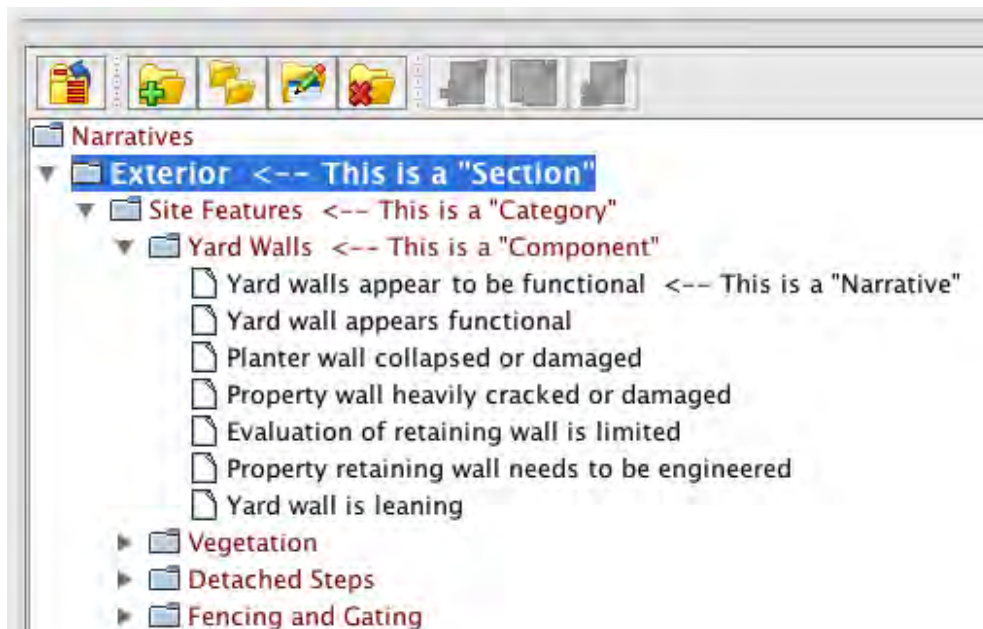 Narratives
Exterior <-- This is a "Section"
Site Features <-- This is a "Category"
Yard Walls <-- This is a "Component"
Yard walls appear to be functional <-- This is a "Narrative"
Yard wall appears functional
Planter wall collapsed or damaged
Property wall heavily cracked or damaged
Evaluation of retaining wall is limited
Property retaining wall needs to be engineered
Yard wall is leaning
Vegetation
Detached Steps
Fencing and Gating